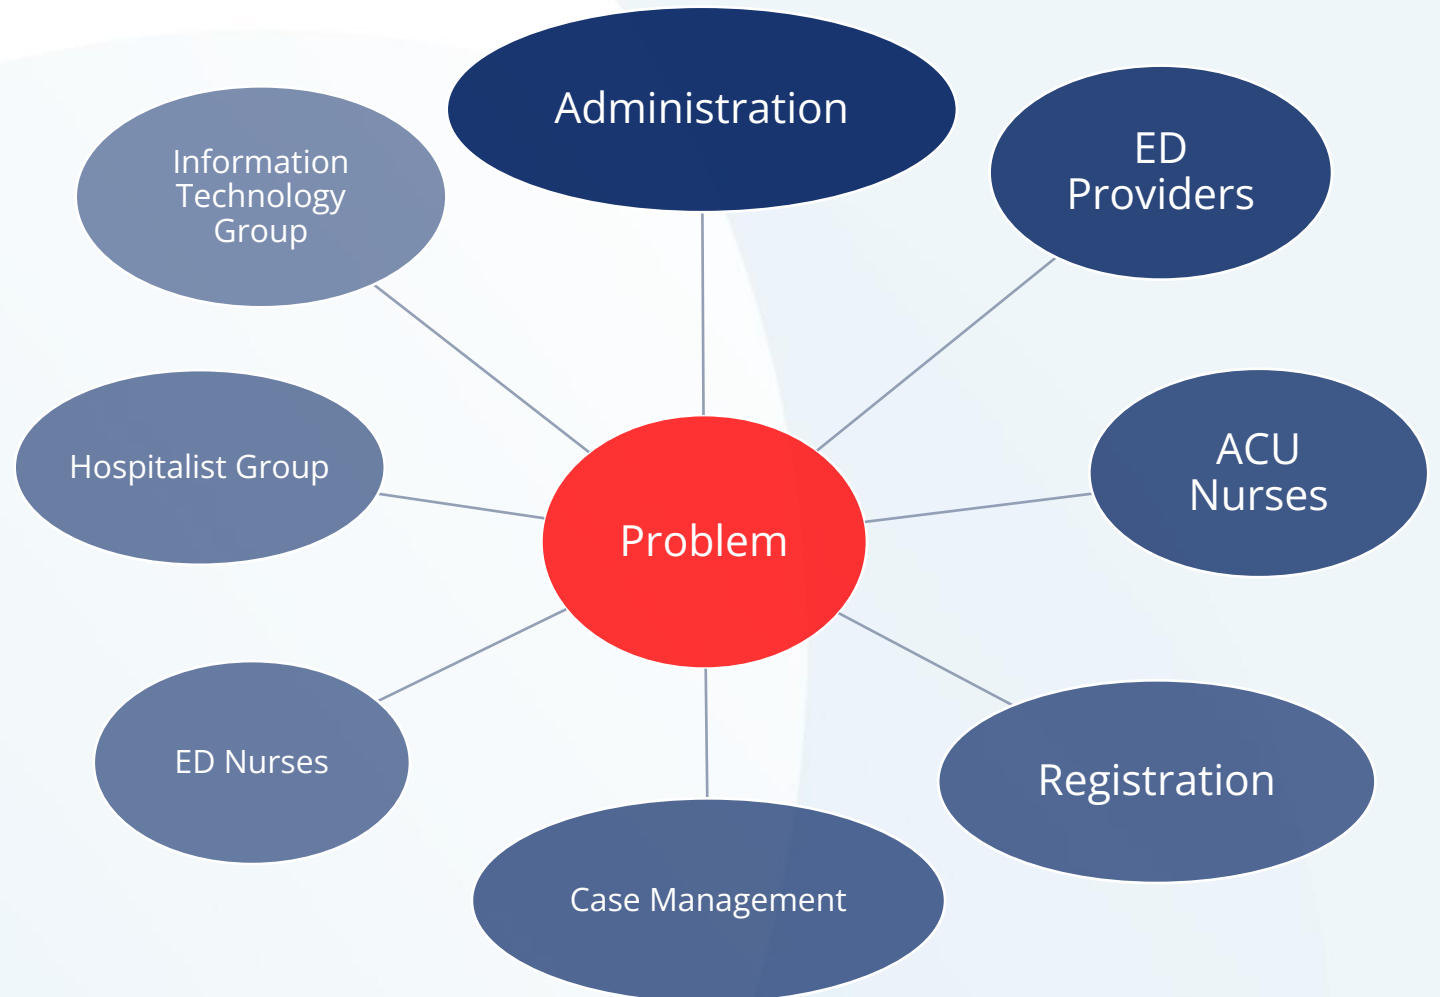 Administration
ED
Providers
Information
Technology
Group
ACU
Nurses
Hospitalist Group
Problem
Registration
ED Nurses
Case Management